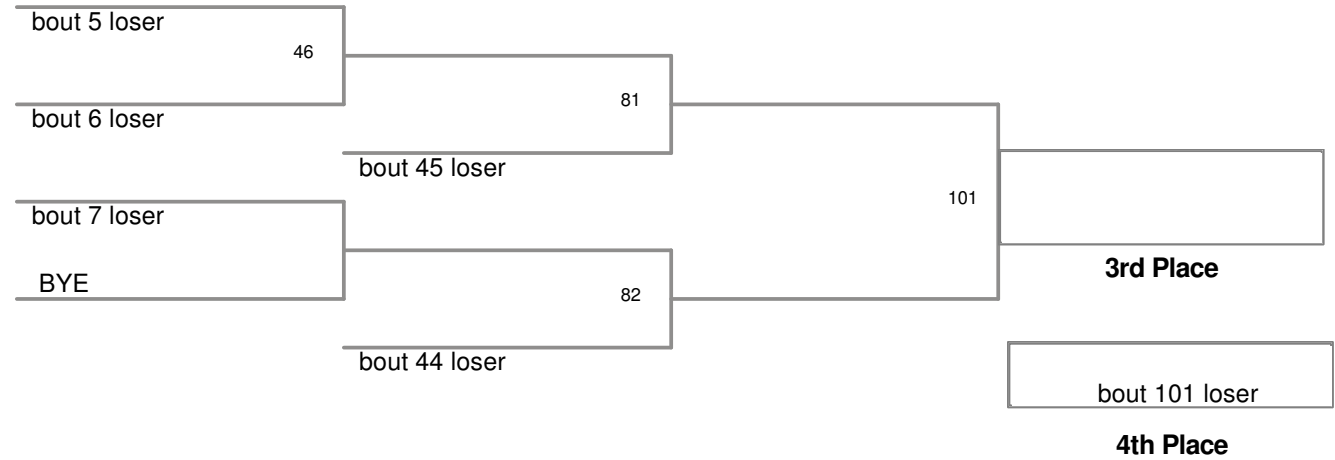 bout 5 loser
46
bout 6 loser
81
bout 45 loser
bout 7 loser
101
3rd Place
BYE
82
bout 44 loser
bout 101 loser
4th Place